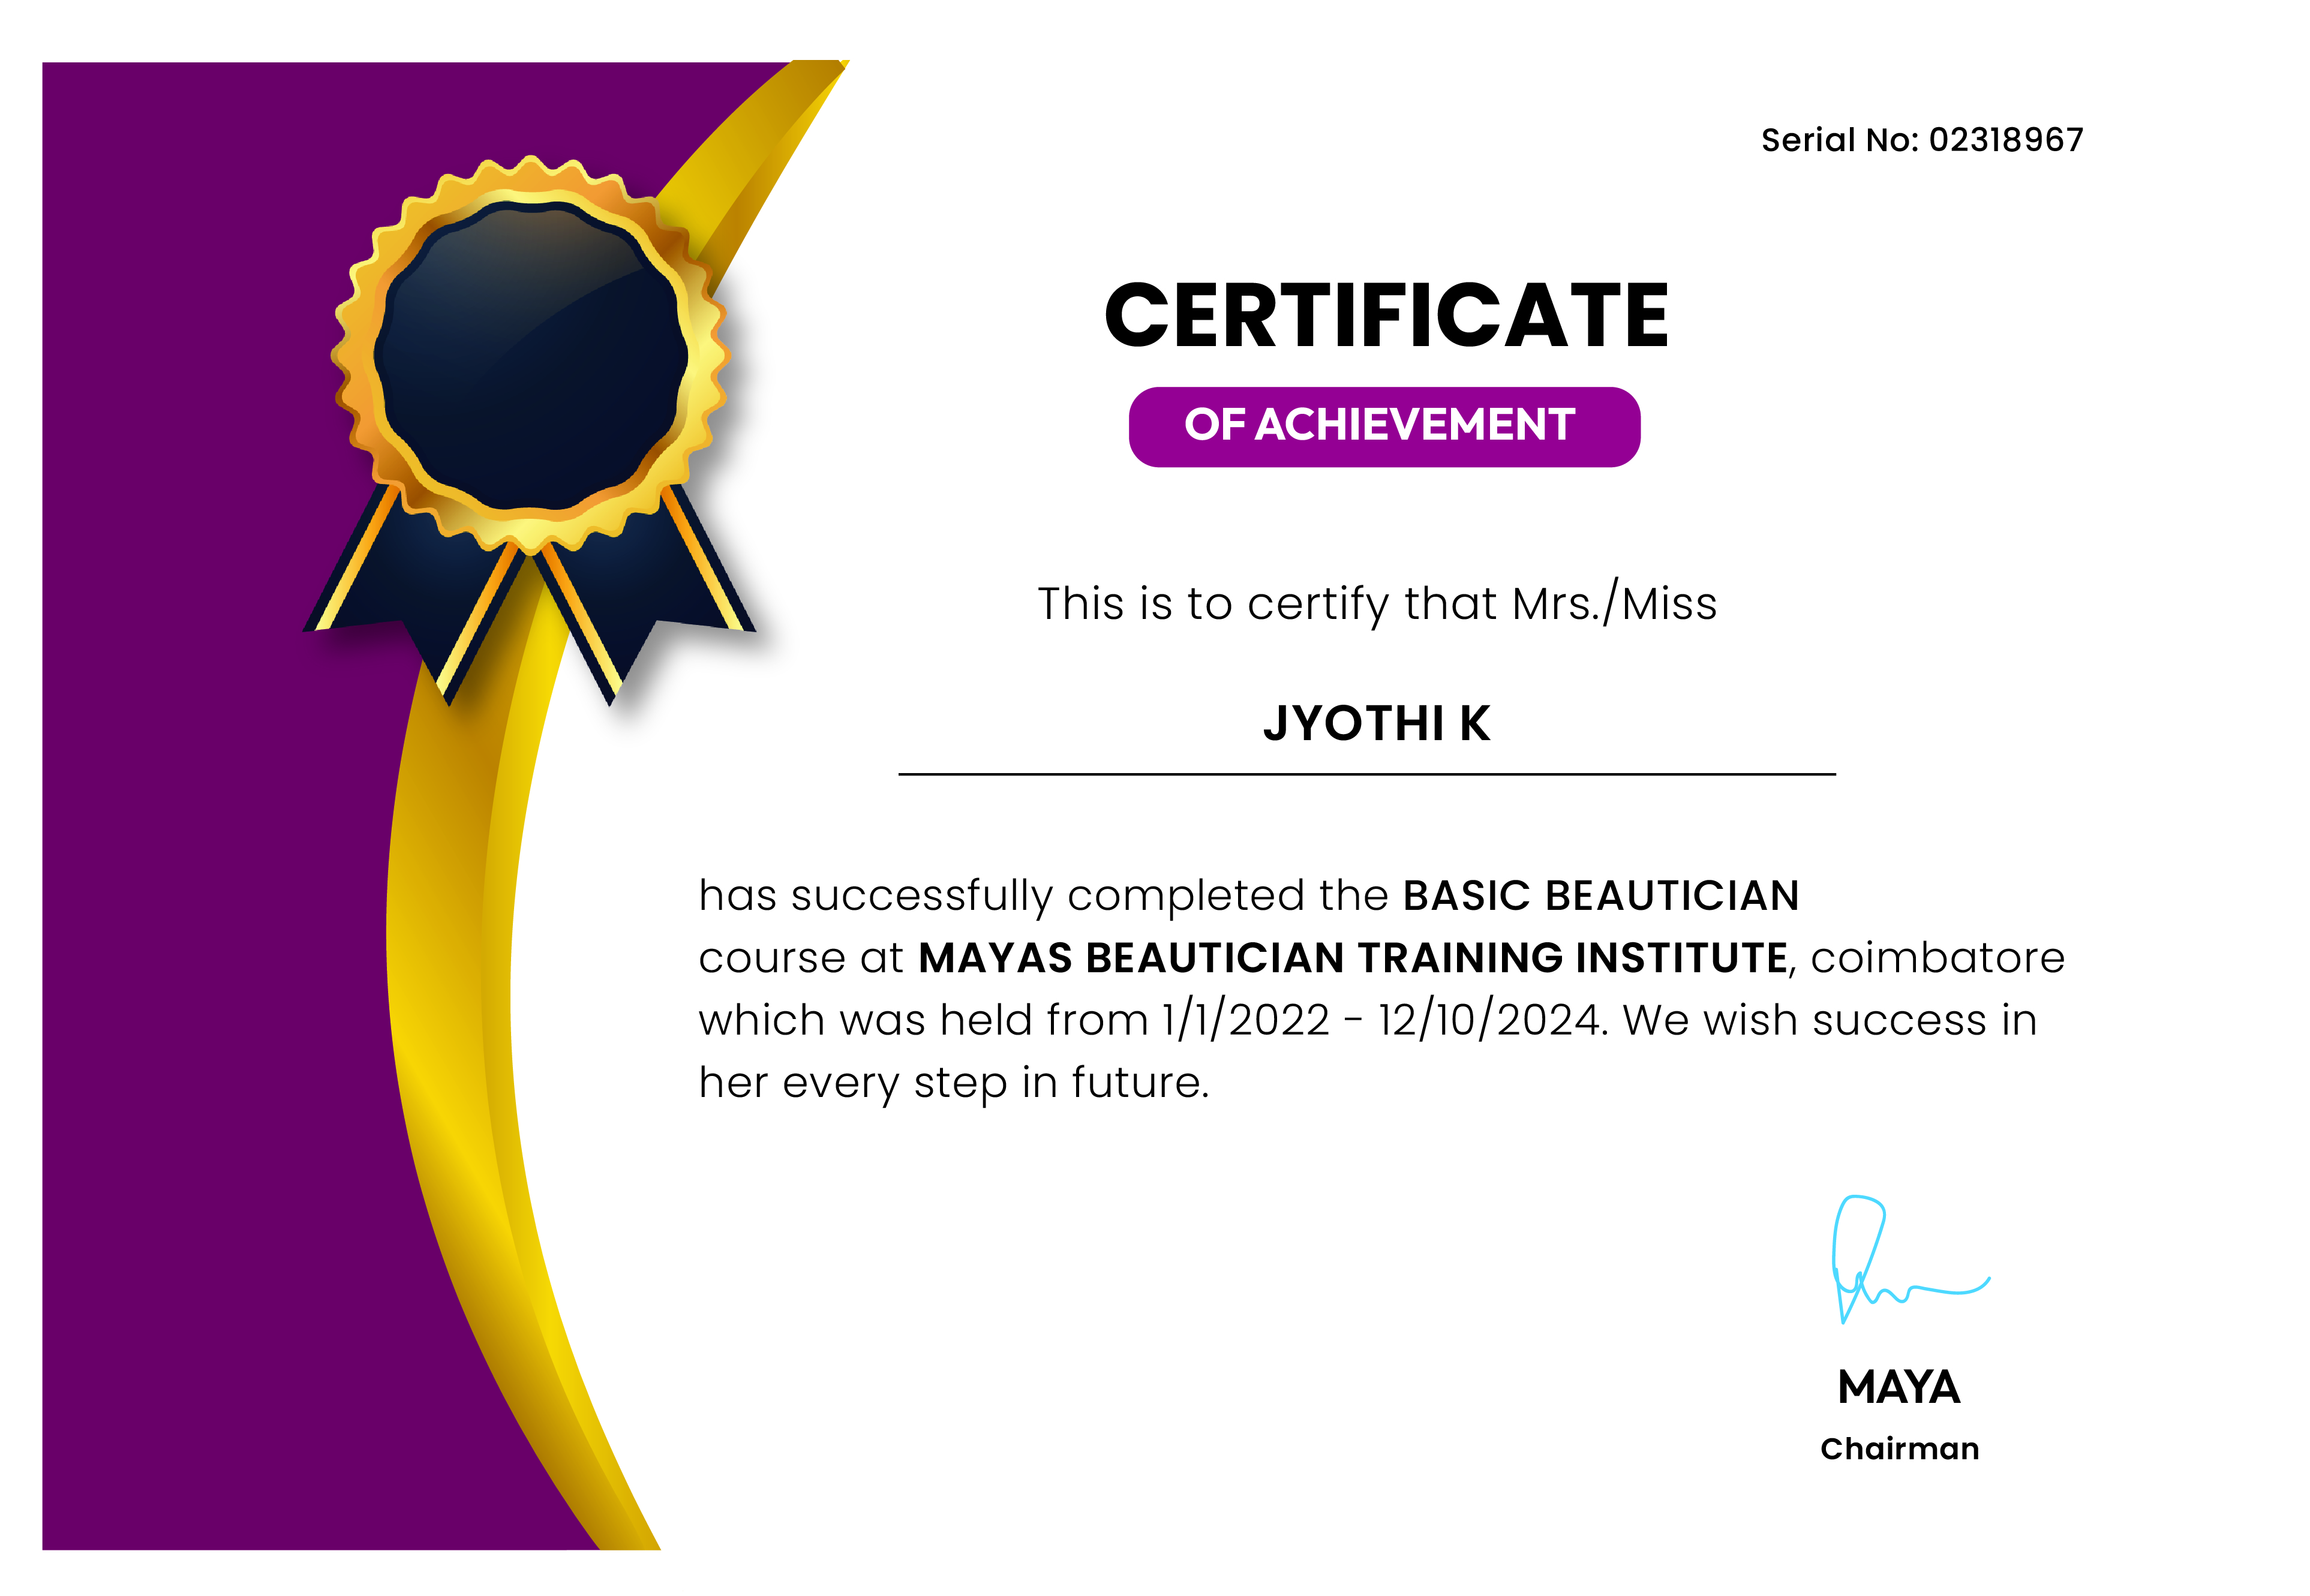 Serial No: 02318967
CERTIFICATE
OF ACHIEVEMENT
This is to certify that Mrs./Miss
JYOTHI K
has successfully completed the BASIC BEAUTICIAN
course at MAYAS BEAUTICIAN TRAINING INSTITUTE, coimbatore
which was held from 1/1/2022 - 12/10/2024. We wish success in
her every step in future.
MAYA
Chairman